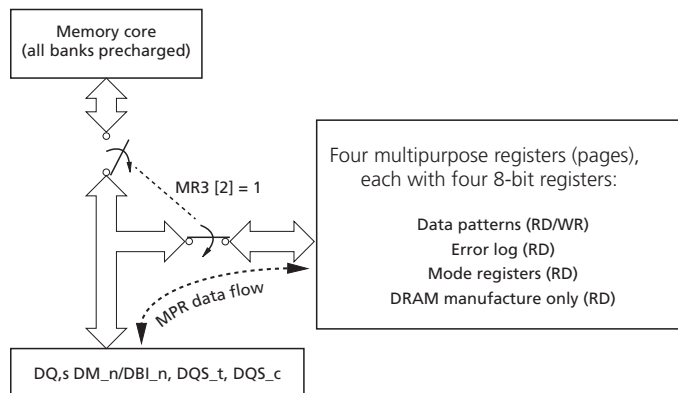 Memory core
(all banks precharged)
MR3 [2] = 1
Four multipurpose registers (pages),
each with four 8-bit registers:
Data patterns (RD/WR)
Error log (RD)
Mode registers (RD)
DRAM manufacture only (RD)
MPR data flow
DQ,s DM_n/DBI_n, DQS_t, DQS_c